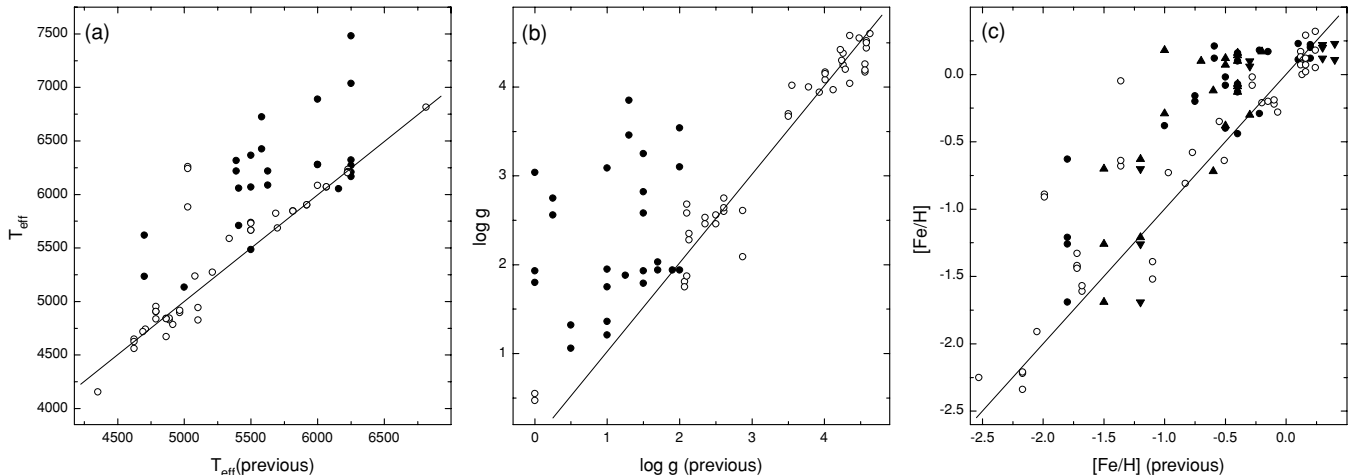 (a)
7500
7000
6500
6000
5500
5000
4500
4000
T_eff
4500 5000 5500 6000 6500
T_eff(previous)
(b)
4
3
2
1
log g
0 1 2 3 4
log g (previous)
(c)
0.0
-0.5
-1.0
-1.5
-2.0
-2.5
[Fe/H]
-2.5 -2.0 -1.5 -1.0 -0.5 0.0
[Fe/H] (previous)